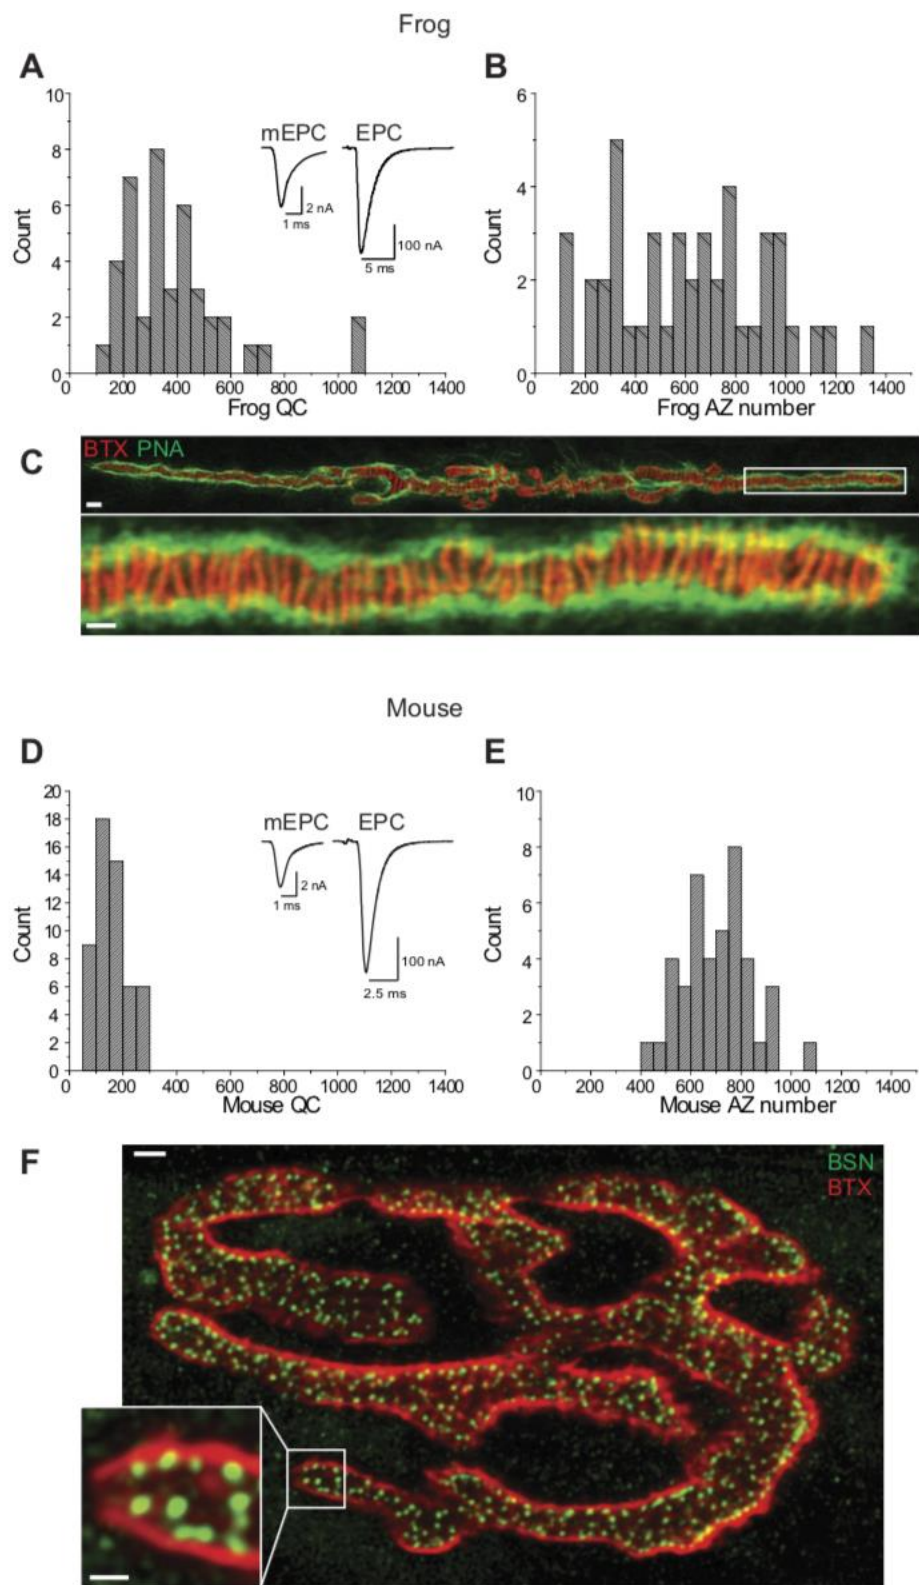 Frog
A
B
10
8
6
4
2
0
Count
mEPC
EPC
2 nA
1 ms
100 nA
5 ms
0
200
400
600
800
1000
1200
1400
Frog QC
6
4
2
0
Count
0
200
400
600
800
1000
1200
1400
Frog AZ number
C
BTX PNA
Mouse
D
E
20
18
16
14
12
10
8
6
4
2
0
Count
mEPC
EPC
2 nA
1 ms
100 nA
2.5 ms
0
200
400
600
800
1000
1200
1400
Mouse QC
10
8
6
4
2
0
Count
0
200
400
600
800
1000
1200
1400
Mouse AZ number
F
BSN
BTX